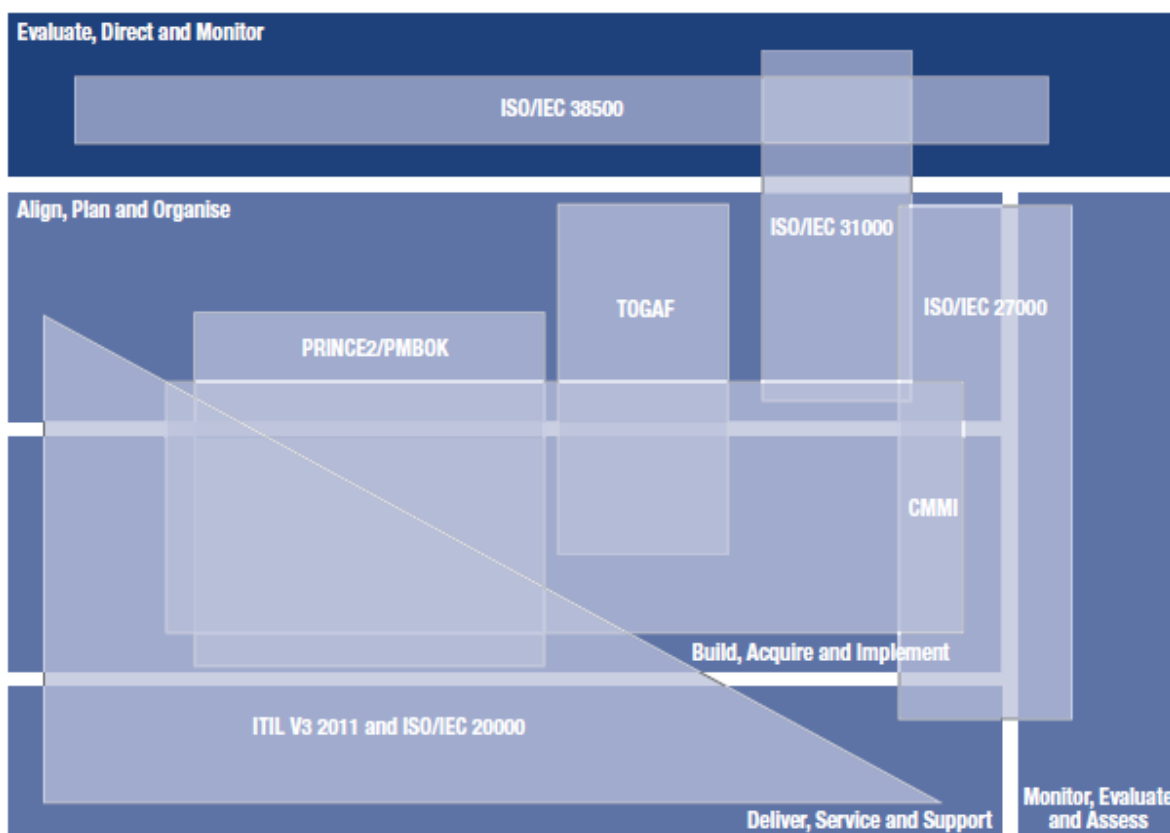 Evaluate, Direct and Monitor
ISO/IEC 38500
Align, Plan and Organise
ISO/IEC 31000
TOGAF
ISO/IEC 27000
PRINCE2/PMBOK
CMMI
Build, Acquire and Implement
ITIL V3 2011 and ISO/IEC 20000
Deliver, Service and Support
Monitor, Evaluate
and Assess